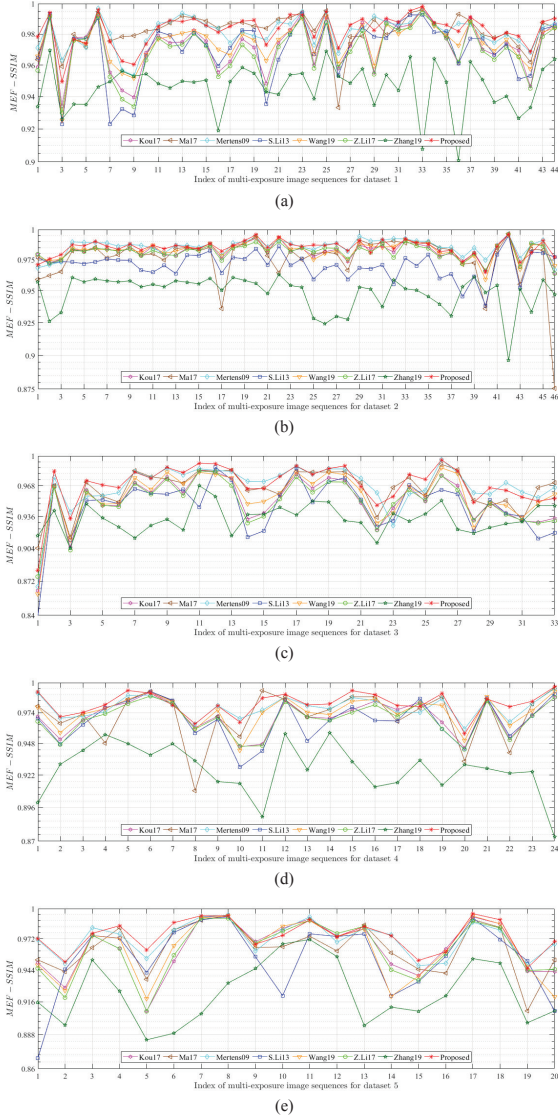 1
0.98
0.96
0.94
0.92
0.9
MEF − SSIM
Kou17 Ma17 Mertens09 S.Li13 Wang19 Z.Li17 Zhang19 Proposed
1 3 5 7 9 11 13 15 17 19 21 23 25 27 29 31 33 35 37 39 41 43 44
Index of multi-exposure image sequences for dataset 1
(a)
1
0.975
0.95
0.925
0.9
0.875
MEF − SSIM
Kou17 Ma17 Mertens09 S.Li13 Wang19 Z.Li17 Zhang19 Proposed
1 3 5 7 9 11 13 15 17 19 21 23 25 27 29 31 33 35 37 39 41 43 45 46
Index of multi-exposure image sequences for dataset 2
(b)
1
0.968
0.936
0.904
0.872
0.84
MEF − SSIM
Kou17 Ma17 Mertens09 S.Li13 Wang19 Z.Li17 Zhang19 Proposed
1 3 5 7 9 11 13 15 17 19 21 23 25 27 29 31 33
Index of multi-exposure image sequences for dataset 3
(c)
1
0.974
0.948
0.922
0.896
0.87
MEF − SSIM
Kou17 Ma17 Mertens09 S.Li13 Wang19 Z.Li17 Zhang19 Proposed
1 2 3 4 5 6 7 8 9 10 11 12 13 14 15 16 17 18 19 20 21 22 23 24
Index of multi-exposure image sequences for dataset 4
(d)
1
0.972
0.944
0.916
0.888
0.86
MEF − SSIM
Kou17 Ma17 Mertens09 S.Li13 Wang19 Z.Li17 Zhang19 Proposed
1 2 3 4 5 6 7 8 9 10 11 12 13 14 15 16 17 18 19 20
Index of multi-exposure image sequences for dataset 5
(e)